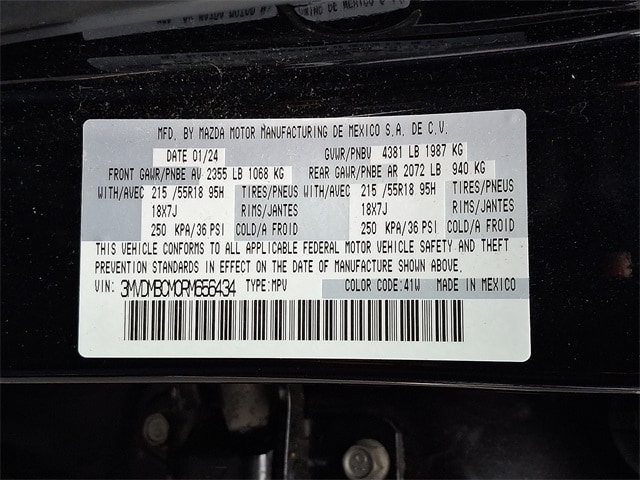 MFD. BY MAZDA MOTOR MANUFACTURING DE MEXICO S.A. DE C.V.
DATE 01/24 GVWR/PNBV 4381 LB 1987 KG
FRONT GAWR/PNBE AV 2355 LB 1068 KG REAR GAWR/PNBE AR 2072 LB 940 KG
WITH/AVEC 215 /55R18 95H TIRES/PNEUS WITH/AVEC 215 /55R18 95H TIRES/PNEUS
18X7J RIMS/JANTES 18X7J RIMS/JANTES
250 KPA/36 PSI COLD/A FROID 250 KPA/36 PSI COLD/A FROID
THIS VEHICLE CONFORMS TO ALL APPLICABLE FEDERAL MOTOR VEHICLE SAFETY AND THEFT
PREVENTION STANDARDS IN EFFECT ON THE DATE OF MANUFACTURE SHOWN ABOVE.
VIN: 3MVDMBCM0RM656434 TYPE:MPV COLOR CODE:41W MADE IN MEXICO